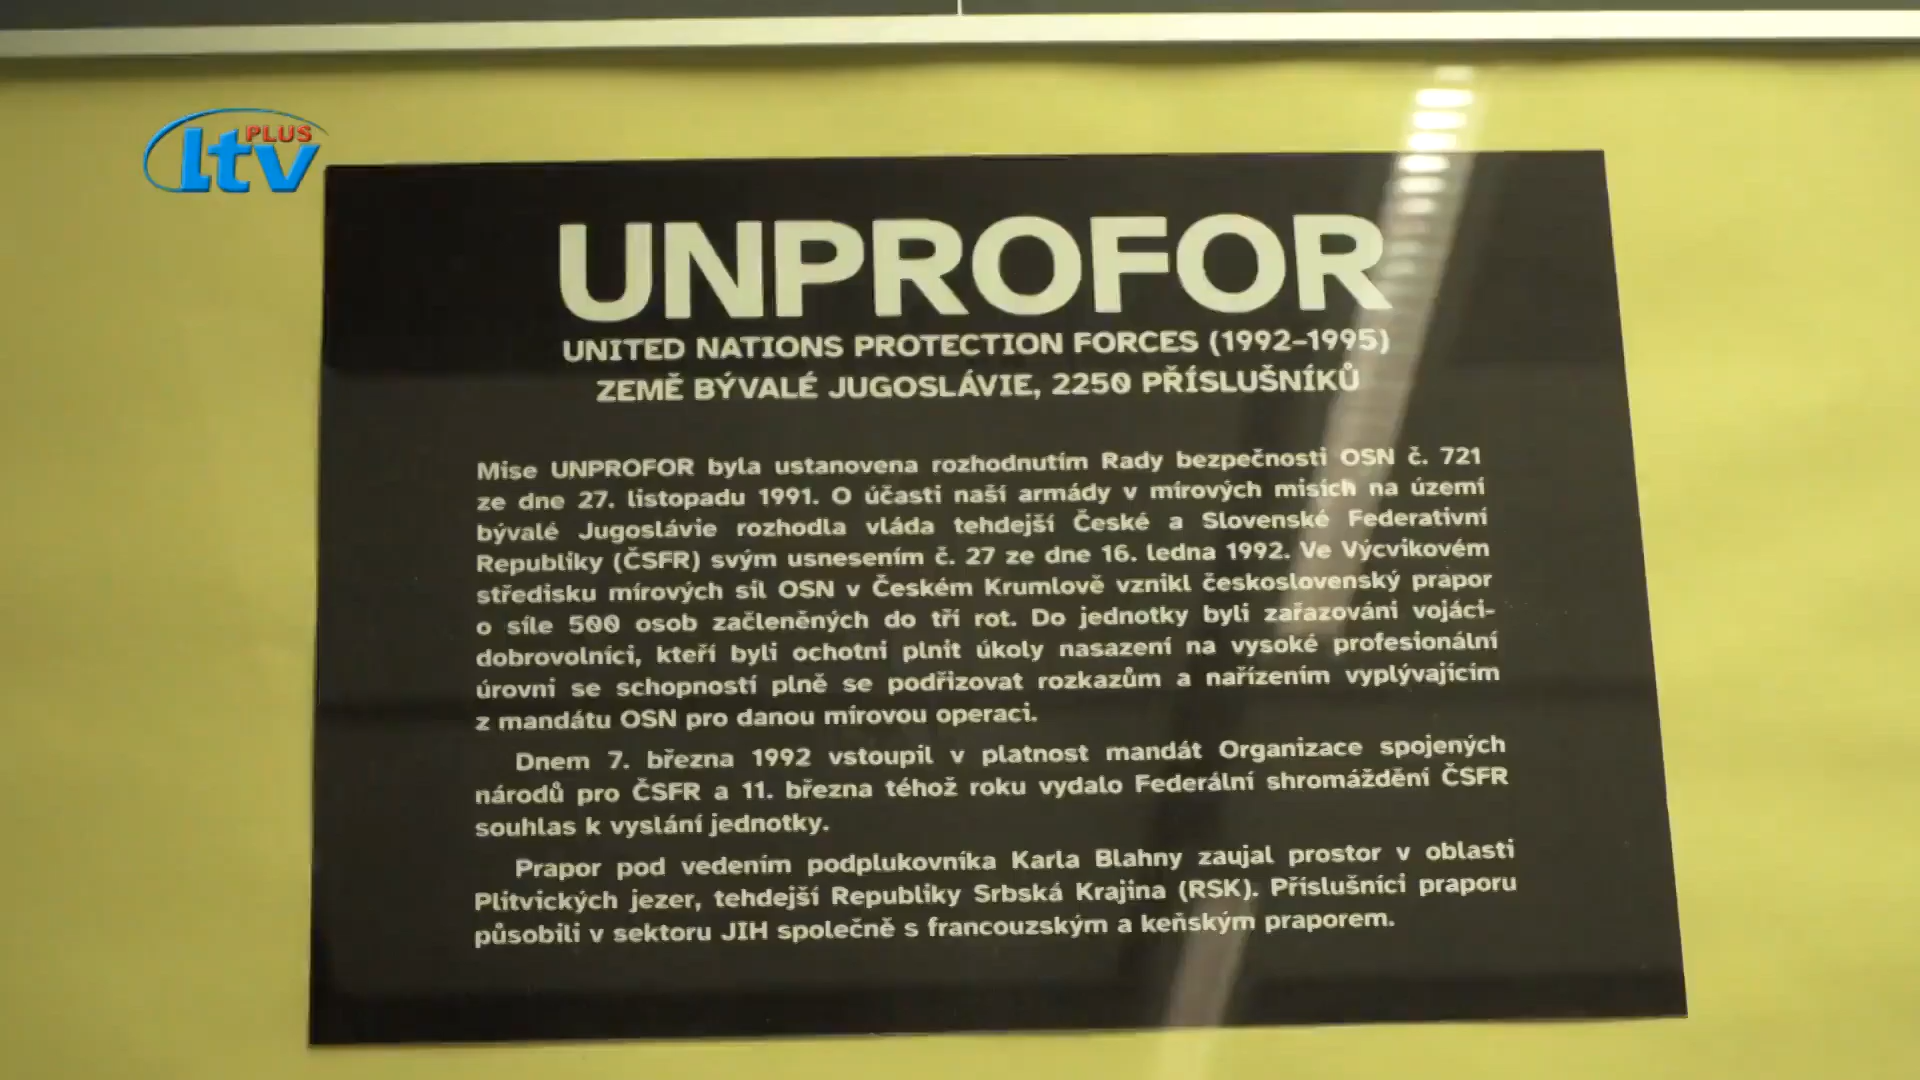 PLUS
ltv
UNPROFOR
UNITED NATIONS PROTECTION FORCES (1992–1995)
ZEMĚ BÝVALÉ JUGOSLÁVIE, 2250 PŘÍSLUŠNÍKŮ
Mise UNPROFOR byla ustanovena rozhodnutím Rady bezpečnosti OSN č. 721
ze dne 27. listopadu 1991. O účasti naší armády v mírových misích na území
bývalé Jugoslávie rozhodla vláda tehdejší České a Slovenské Federativní
Republiky (ČSFR) svým usnesením č. 27 ze dne 16. ledna 1992. Ve Výcvikovém
středisku mírových sil OSN v Českém Krumlově vznikl československý prapor
o síle 500 osob začleněných do tří rot. Do jednotky byli zařazováni vojáci-
dobrovolníci, kteří byli ochotni plnit úkoly nasazení na vysoké profesionální
úrovni se schopností plně se podřizovat rozkazům a nařízením vyplývajícím
z mandátu OSN pro danou mírovou operaci.
Dnem 7. března 1992 vstoupil v platnost mandát Organizace spojených
národů pro ČSFR a 11. března téhož roku vydalo Federální shromáždění ČSFR
souhlas k vyslání jednotky.
Prapor pod vedením podplukovníka Karla Blahny zaujal prostor v oblasti
Plitvických jezer, tehdejší Republiky Srbská Krajina (RSK). Příslušníci praporu
působili v sektoru JIH společně s francouzským a keňským praporem.